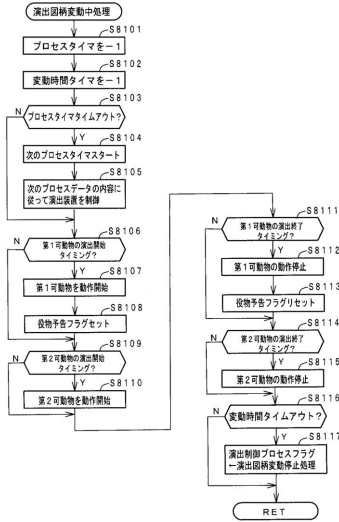 演出図柄変動中処理
S8101
プロセスタイマを－１
S8102
変動時間タイマを－１
S8103
N
プロセスタイマタイムアウト？
Y
S8104
次のプロセスタイマスタート
S8105
次のプロセスデータの内容に
従って演出装置を制御
S8106
N
第１可動物の演出開始
タイミング？
Y
S8107
第１可動物を動作開始
S8108
役物予告フラグセット
S8109
N
第２可動物の演出開始
タイミング？
Y
S8110
第２可動物を動作開始
S8111
N
第１可動物の演出終了
タイミング？
Y
S8112
第１可動物の動作停止
S8113
役物予告フラグリセット
S8114
N
第２可動物の演出終了
タイミング？
Y
S8115
第２可動物の動作停止
S8116
N
変動時間タイムアウト？
Y
S8117
演出制御プロセスフラグ
←演出図柄変動停止処理
RET